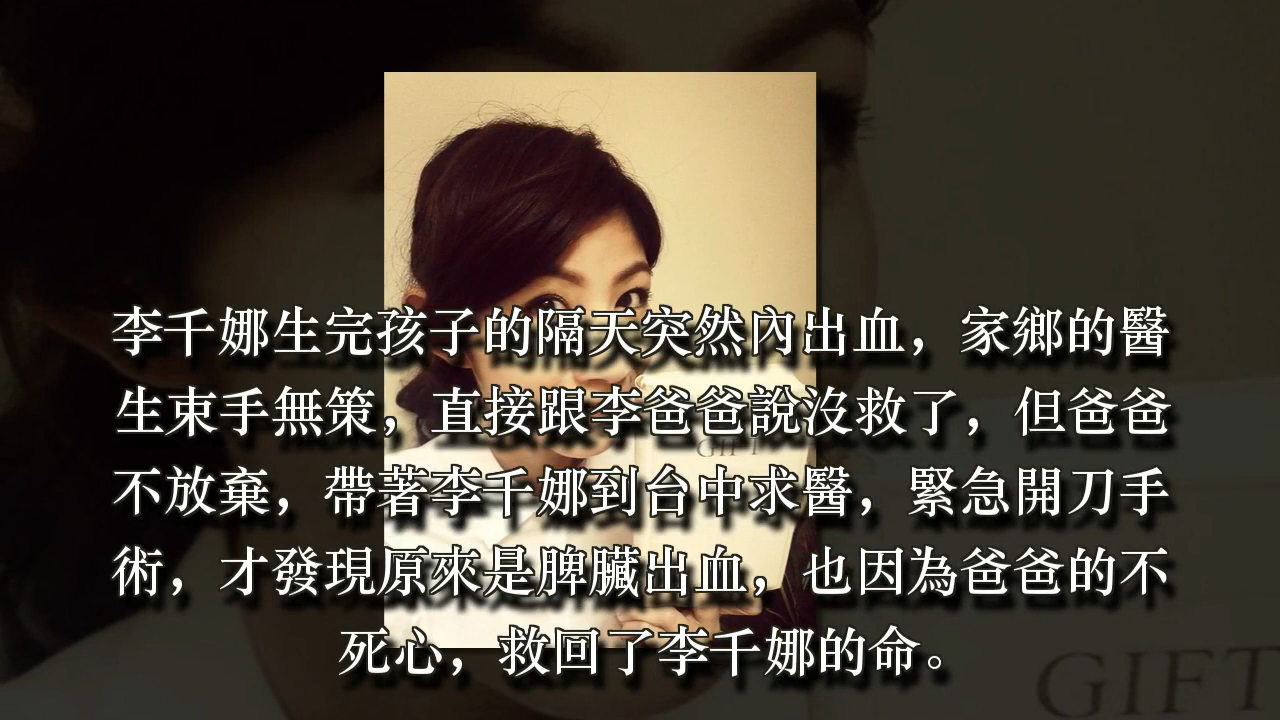 GIFT
李千娜生完孩子的隔天突然內出血，家鄉的醫
生束手無策，直接跟李爸爸說沒救了，但爸爸
不放棄，帶著李千娜到台中求醫，緊急開刀手
術，才發現原來是脾臟出血，也因為爸爸的不
死心，救回了李千娜的命。
GIFT